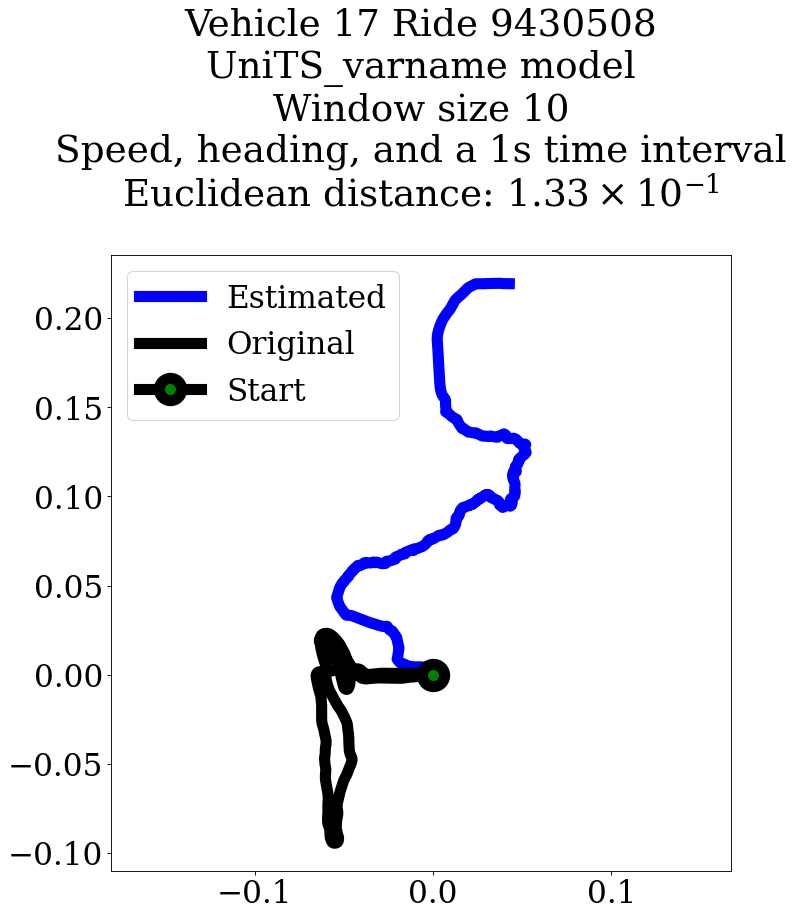 Vehicle 17 Ride 9430508
UniTS_varname model
Window size 10
Speed, heading, and a 1s time interval
Euclidean distance: 1.33 × 10⁻¹
Estimated
Original
Start
0.20
0.15
0.10
0.05
0.00
−0.05
−0.10
−0.1 0.0 0.1